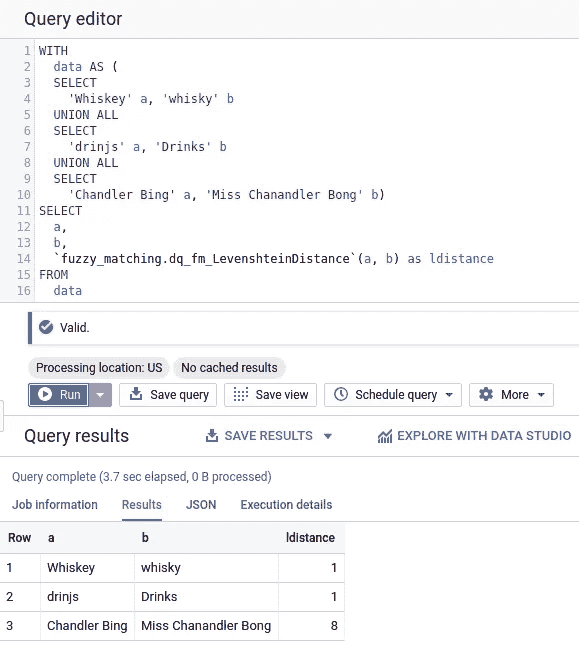 Query editor
1 WITH
2 data AS (
3 SELECT
4 'Whiskey' a, 'whisky' b
5 UNION ALL
6 SELECT
7 'drinjs' a, 'Drinks' b
8 UNION ALL
9 SELECT
10 'Chandler Bing' a, 'Miss Chanandler Bong' b)
11 SELECT
12 a,
13 b,
14 `fuzzy_matching.dq_fm_LevenshteinDistance`(a, b) as ldistance
15 FROM
16 data
Valid.
Processing location: US No cached results
Run Save query Save view Schedule query More
Query results SAVE RESULTS EXPLORE WITH DATA STUDIO
Query complete (3.7 sec elapsed, 0 B processed)
Job information Results JSON Execution details
Row a b ldistance
1 Whiskey whisky 1
2 drinjs Drinks 1
3 Chandler Bing Miss Chanandler Bong 8